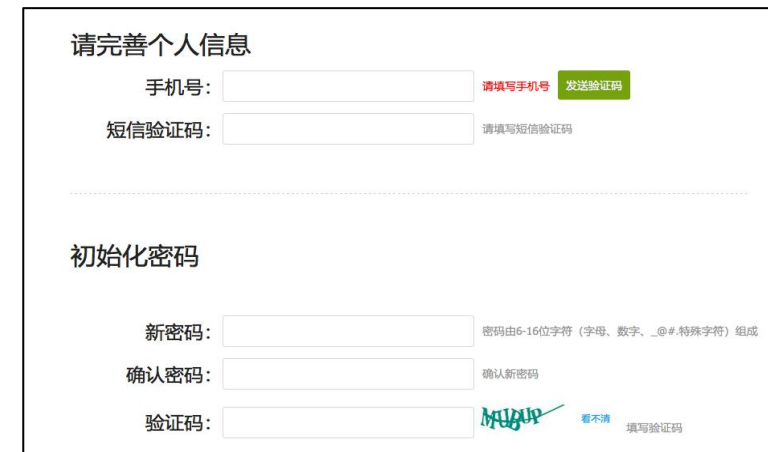 请完善个人信息
手机号： 请填写手机号 发送验证码
短信验证码： 请填写短信验证码
初始化密码
新密码： 密码由6-16位字符（字母、数字、_@#.特殊字符）组成
确认密码： 确认新密码
验证码： 看不清 填写验证码